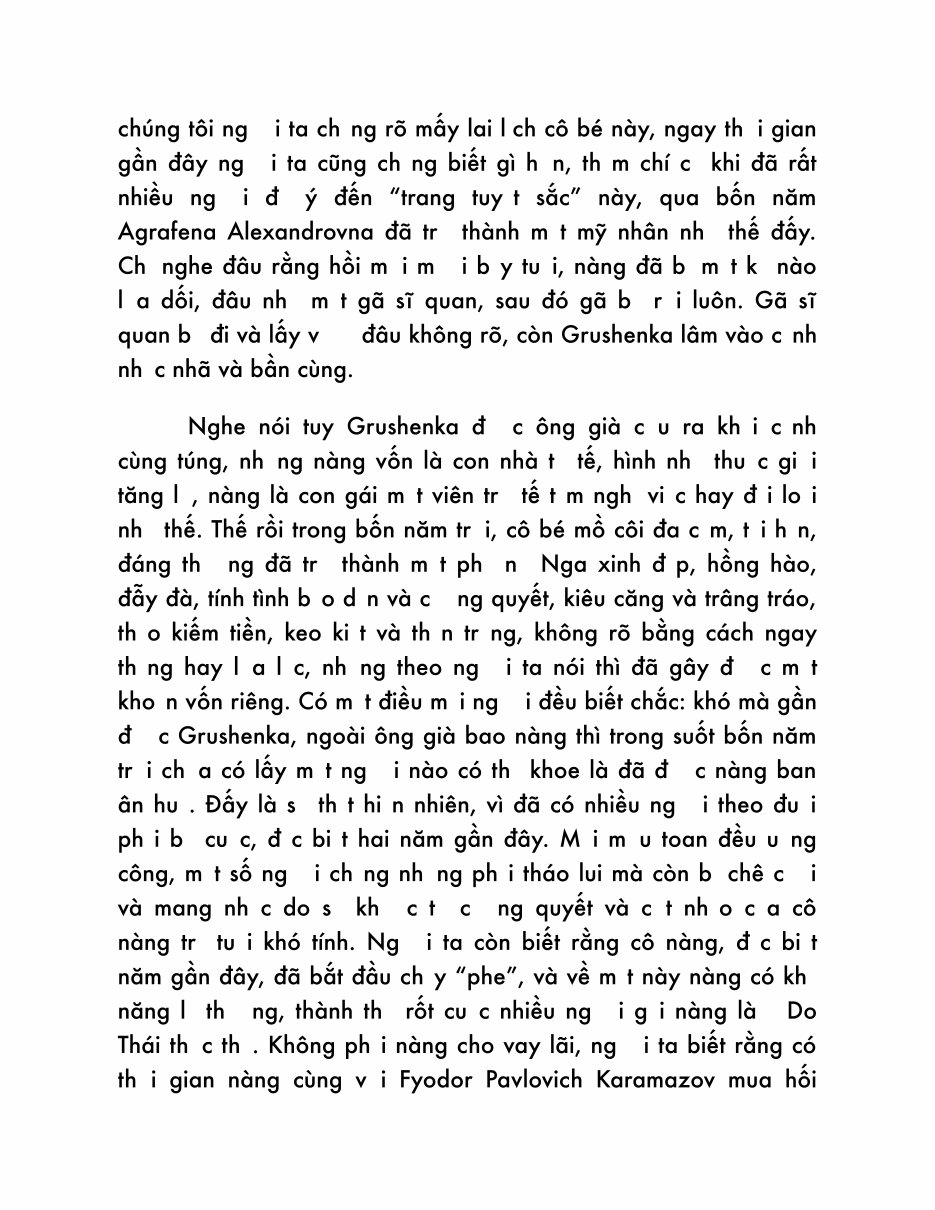 chúng tôi ng i ta ch ng rõ mấy lai l ch cô bé này, ngay th i gian
gần đây ng i ta cũng ch ng biết gì h n, th m chí c khi đã rất
nhiều ng i đ ý đến “trang tuy t sắc” này, qua bốn năm
Agrafena Alexandrovna đã tr thành m t mỹ nhân nh thế đấy.
Ch nghe đâu rằng hồi m i m i b y tu i, nàng đã b m t k nào
l a dối, đâu nh m t gã sĩ quan, sau đó gã b r i luôn. Gã sĩ
quan b đi và lấy v đâu không rõ, còn Grushenka lâm vào c nh
nh c nhã và bần cùng.
Nghe nói tuy Grushenka đ c ông già c u ra kh i c nh
cùng túng, nh ng nàng vốn là con nhà t tế, hình nh thu c gi i
tăng l , nàng là con gái m t viên tr tế t m ngh vi c hay đ i lo i
nh thế. Thế rồi trong bốn năm tr i, cô bé mồ côi đa c m, t i h n,
đáng th ng đã tr thành m t ph n Nga xinh đ p, hồng hào,
đẫy đà, tính tình b o d n và c ng quyết, kiêu căng và trâng tráo,
th o kiếm tiền, keo ki t và th n tr ng, không rõ bằng cách ngay
th ng hay l a l c, nh ng theo ng i ta nói thì đã gây đ c m t
kho n vốn riêng. Có m t điều m i ng i đều biết chắc: khó mà gần
đ c Grushenka, ngoài ông già bao nàng thì trong suốt bốn năm
tr i ch a có lấy m t ng i nào có th khoe là đã đ c nàng ban
ân hu . Đấy là s th t hi n nhiên, vì đã có nhiều ng i theo đu i
ph i b cu c, đ c bi t hai năm gần đây. M i m u toan đều u ng
công, m t số ng i ch ng nh ng ph i tháo lui mà còn b chê c i
và mang nh c do s kh c t c ng quyết và c t nh o c a cô
nàng tr tu i khó tính. Ng i ta còn biết rằng cô nàng, đ c bi t
năm gần đây, đã bắt đầu ch y “phe”, và về m t này nàng có kh
năng l th ng, thành th rốt cu c nhiều ng i g i nàng là Do
Thái th c th . Không ph i nàng cho vay lãi, ng i ta biết rằng có
th i gian nàng cùng v i Fyodor Pavlovich Karamazov mua hối